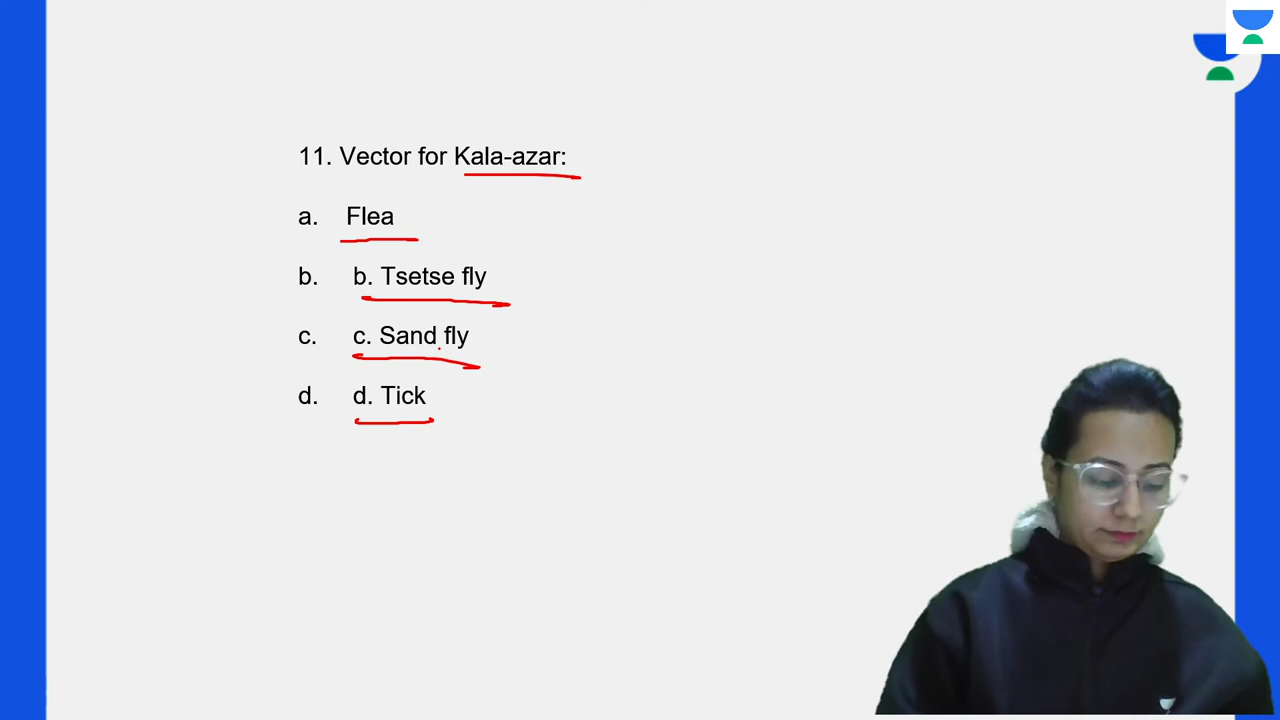 11. Vector for Kala-azar:
a. Flea
b. b. Tsetse fly
c. c. Sand fly
d. d. Tick